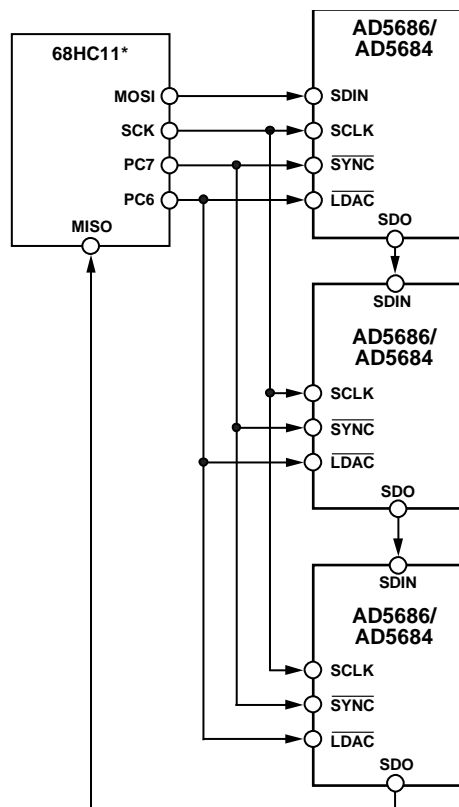 68HC11*
MOSI
SCK
PC7
PC6
MISO
AD5686/
AD5684
SDIN
SCLK
SYNC
LDAC
SDO
SDIN
AD5686/
AD5684
SCLK
SYNC
LDAC
SDO
SDIN
AD5686/
AD5684
SCLK
SYNC
LDAC
SDO